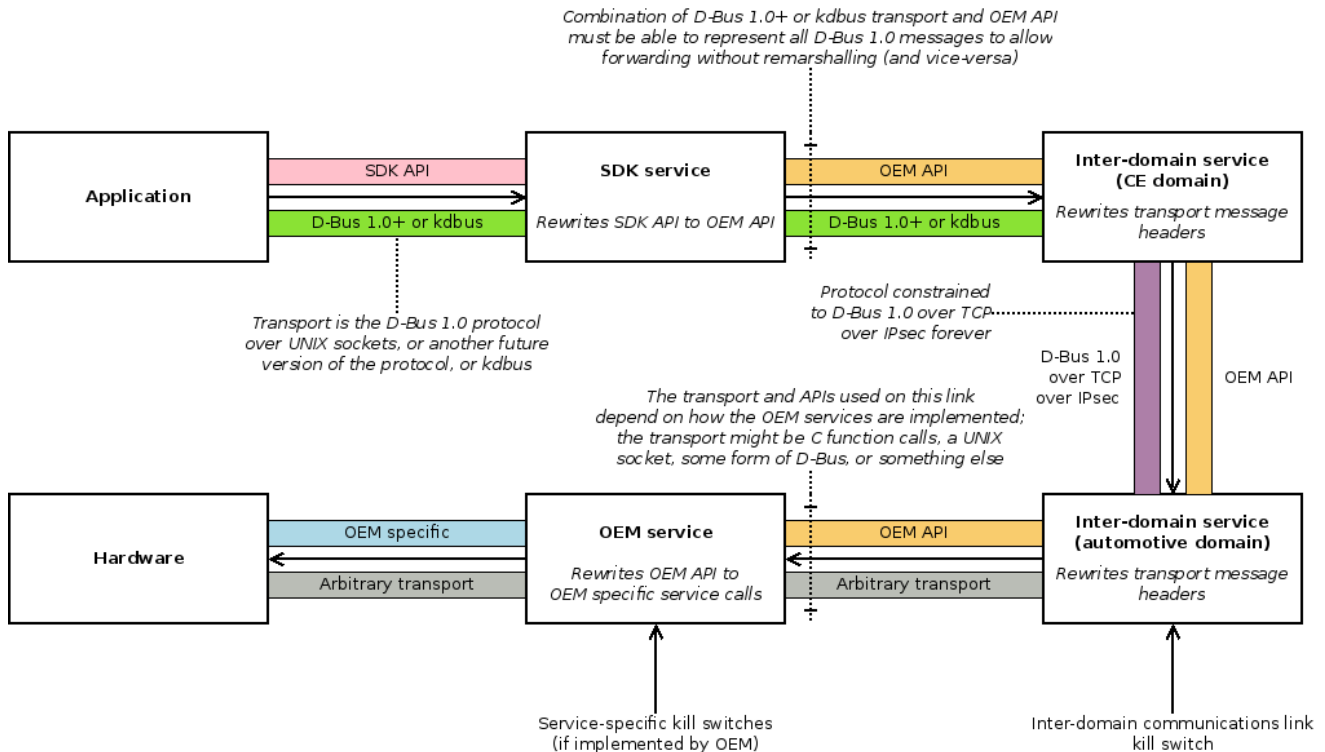 Combination of D-Bus 1.0+ or kdbus transport and OEM API
must be able to represent all D-Bus 1.0 messages to allow
forwarding without remarshalling (and vice-versa)
Application
SDK API
D-Bus 1.0+ or kdbus
SDK service
Rewrites SDK API to OEM API
OEM API
D-Bus 1.0+ or kdbus
Inter-domain service
(CE domain)
Rewrites transport message
headers
Transport is the D-Bus 1.0 protocol
over UNIX sockets, or another future
version of the protocol, or kdbus
Protocol constrained
to D-Bus 1.0 over TCP
over IPsec forever
D-Bus 1.0
over TCP
over IPsec
OEM API
The transport and APIs used on this link
depend on how the OEM services are implemented;
the transport might be C function calls, a UNIX
socket, some form of D-Bus, or something else
Hardware
OEM specific
Arbitrary transport
OEM service
Rewrites OEM API to
OEM specific service calls
OEM API
Arbitrary transport
Inter-domain service
(automotive domain)
Rewrites transport message
headers
Service-specific kill switches
(if implemented by OEM)
Inter-domain communications link
kill switch